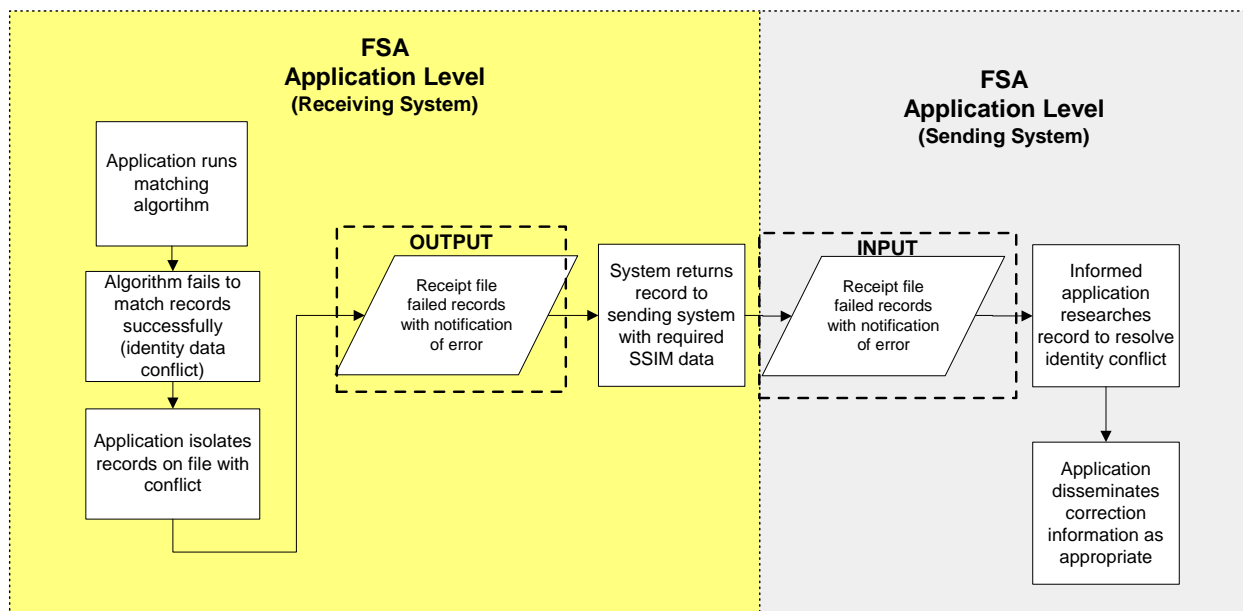 FSA
Application Level
(Receiving System)
FSA
Application Level
(Sending System)
Application runs
matching
algortihm
Algorithm fails to
match records
successfully
(identity data
conflict)
Application isolates
records on file with
conflict
OUTPUT
Receipt file
failed records
with notification
of error
System returns
record to
sending system
with required
SSIM data
INPUT
Receipt file
failed records
with notification
of error
Informed
application
researches
record to resolve
identity conflict
Application
disseminates
correction
information as
appropriate